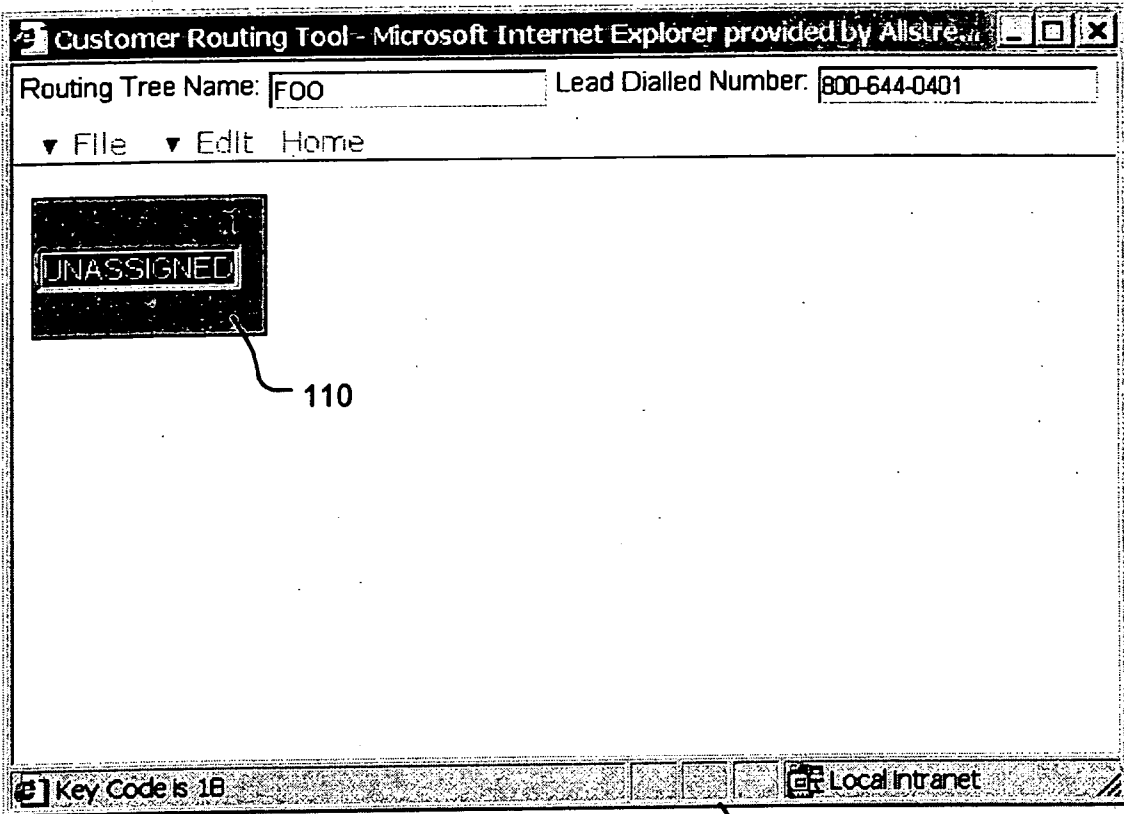 Customer Routing Tool - Microsoft Internet Explorer provided by Allstre...
Routing Tree Name: FOO Lead Dialled Number: 800-644-0401
▼ File ▼ Edit Home
1
UNASSIGNED
110
Key Code is 18 Local intranet